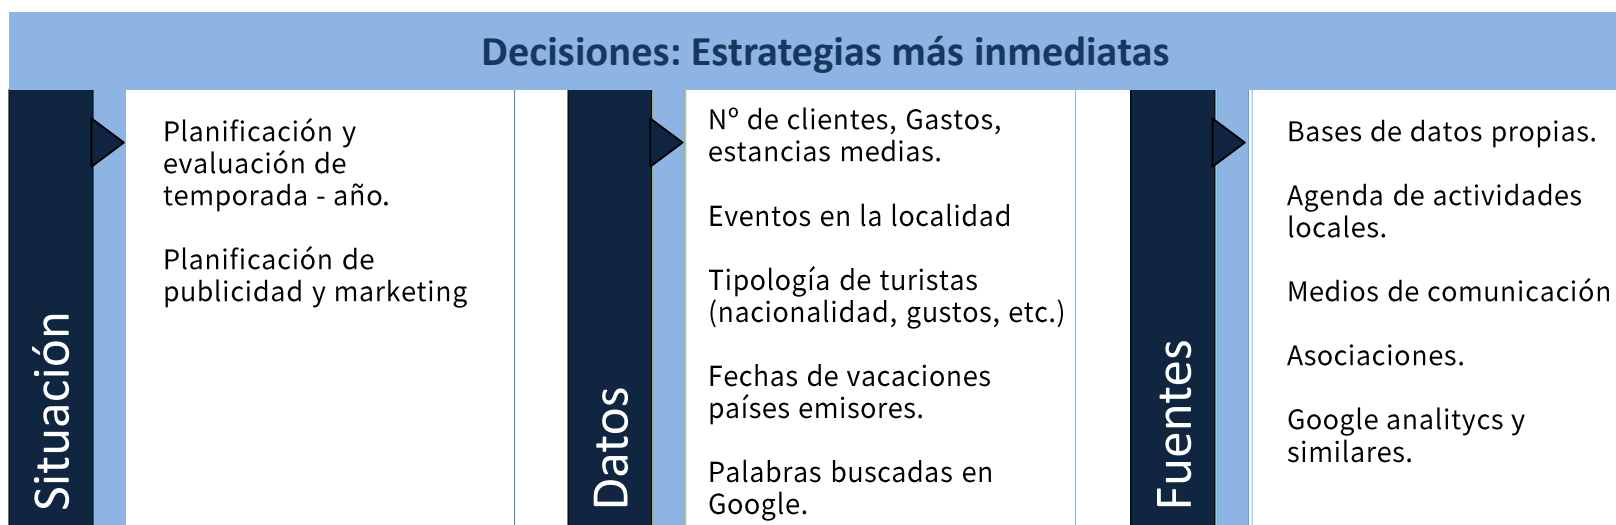 Decisiones: Estrategias más inmediatas
Situación
Planificación y
evaluación de
temporada - año.
Planificación de
publicidad y marketing
Datos
Nº de clientes, Gastos,
estancias medias.
Eventos en la localidad
Tipología de turistas
(nacionalidad, gustos, etc.)
Fechas de vacaciones
países emisores.
Palabras buscadas en
Google.
Fuentes
Bases de datos propias.
Agenda de actividades
locales.
Medios de comunicación
Asociaciones.
Google analitycs y
similares.